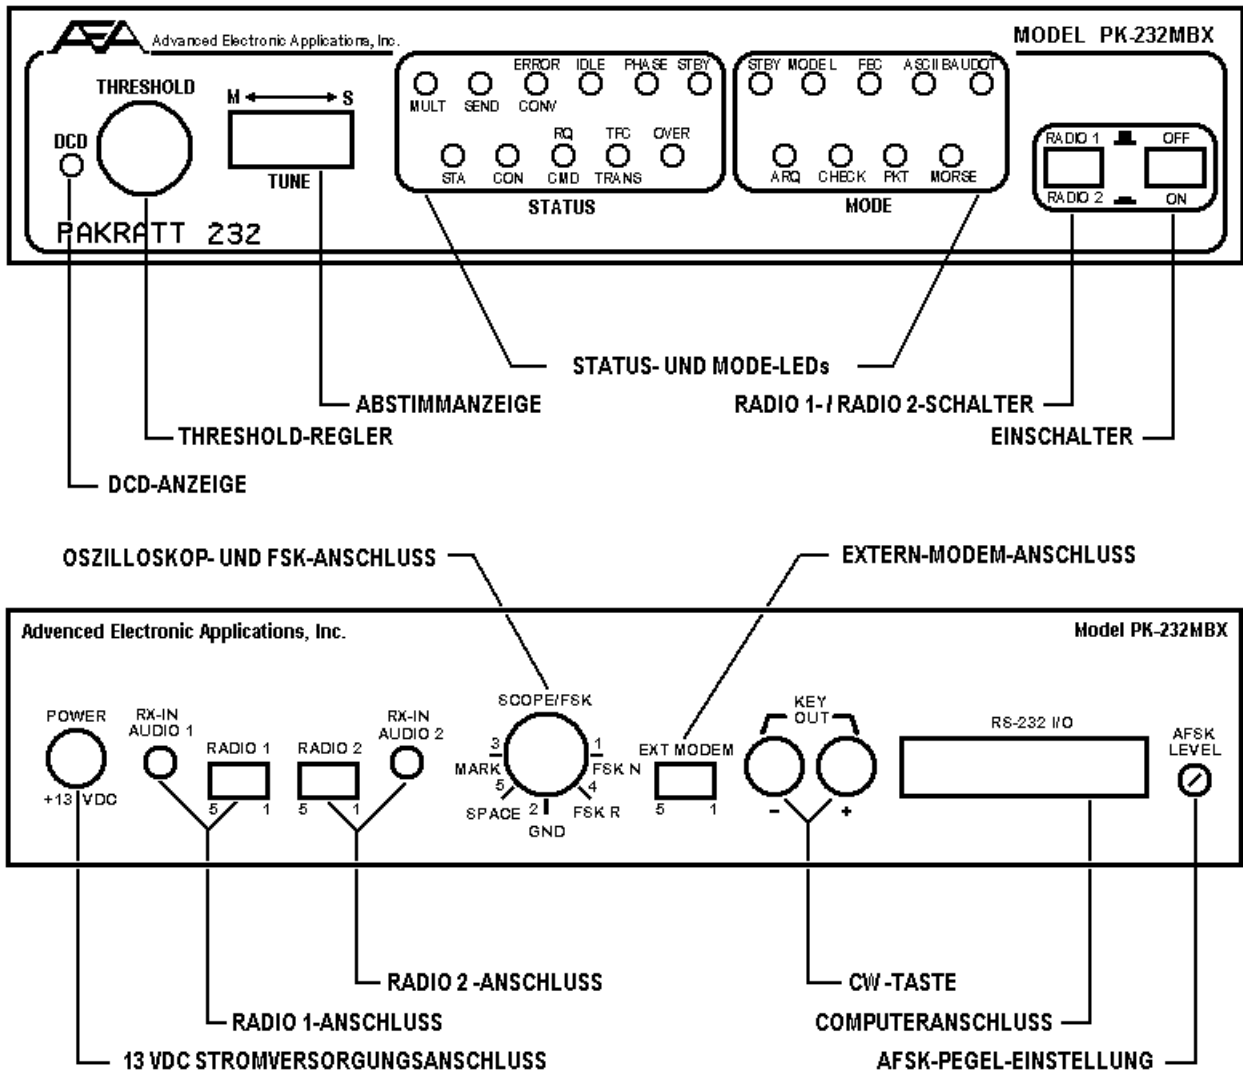 AEA Advanced Electronic Applications, Inc.
MODEL PK-232MBX
THRESHOLD
DCD
M S
TUNE
PAKRATT 232
ERROR IDLE PHASE STBY
MULT SEND CONV
RQ TFC OVER
STA CON CMD TRANS
STATUS
STBY MODE L FEC ASCII BAUDOT
ARQ CHECK PKT MORSE
MODE
RADIO 1 OFF
RADIO 2 ON
STATUS- UND MODE-LEDs
ABSTIMMANZEIGE
RADIO 1- / RADIO 2-SCHALTER
THRESHOLD-REGLER
EINSCHALTER
DCD-ANZEIGE
OSZILLOSKOP- UND FSK-ANSCHLUSS
EXTERN-MODEM-ANSCHLUSS
Advenced Electronic Applications, Inc.
Model PK-232MBX
POWER
+13 VDC
RX-IN
AUDIO 1
RADIO 1
5 1
RADIO 2
5 1
RX-IN
AUDIO 2
SCOPE/FSK
3 1
MARK FSK N
5 4
SPACE 2 FSK R
GND
EXT MODEM
5 1
KEY
OUT
- +
RS-232 I/O
AFSK
LEVEL
RADIO 2 -ANSCHLUSS
CW -TASTE
RADIO 1-ANSCHLUSS
COMPUTERANSCHLUSS
13 VDC STROMVERSORGUNGSANSCHLUSS
AFSK-PEGEL-EINSTELLUNG